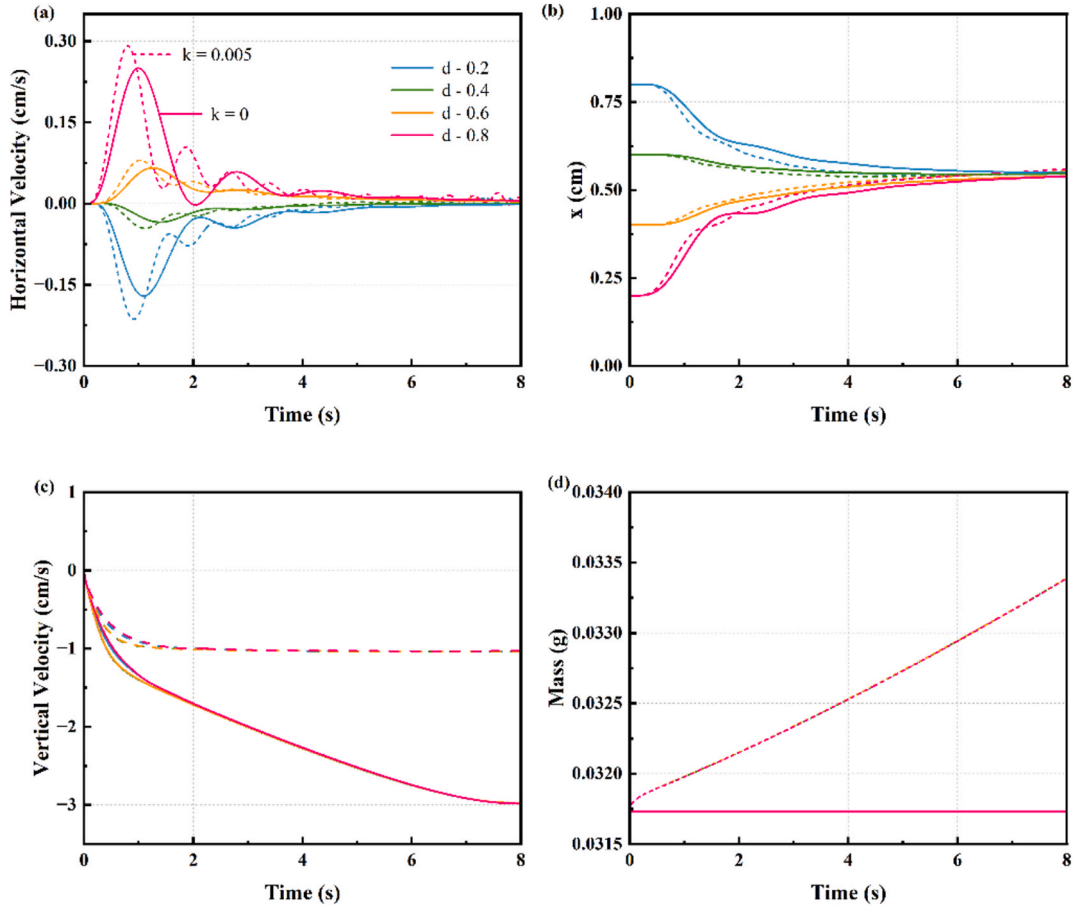 (a)
Horizontal Velocity (cm/s)
0.30
0.15
0.00
−0.15
−0.30
k = 0.005
k = 0
d - 0.2
d - 0.4
d - 0.6
d - 0.8
0 2 4 6 8
Time (s)
(b)
x (cm)
1.00
0.75
0.50
0.25
0.00
0 2 4 6 8
Time (s)
(c)
Vertical Velocity (cm/s)
1
0
−1
−2
−3
0 2 4 6 8
Time (s)
(d)
Mass (g)
0.0340
0.0335
0.0330
0.0325
0.0320
0.0315
0 2 4 6 8
Time (s)